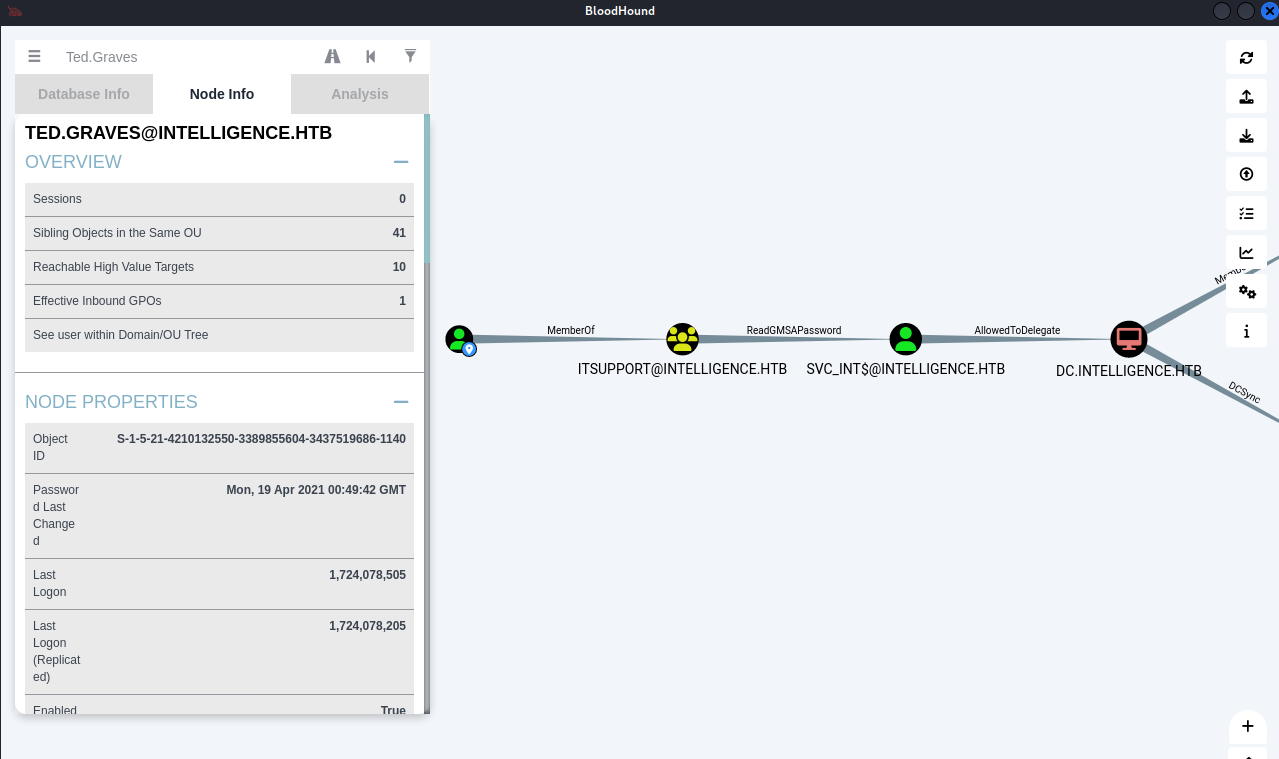 BloodHound
Ted.Graves
Database Info
Node Info
Analysis
TED.GRAVES@INTELLIGENCE.HTB
OVERVIEW
Sessions 0
Sibling Objects in the Same OU 41
Reachable High Value Targets 10
Effective Inbound GPOs 1
See user within Domain/OU Tree
NODE PROPERTIES
Object S-1-5-21-4210132550-3389855604-3437519686-1140
ID
Passwor Mon, 19 Apr 2021 00:49:42 GMT
d Last
Change
d
Last 1,724,078,505
Logon
Last 1,724,078,205
Logon
(Replicat
ed)
Enabled True
MemberOf
ReadGMSAPassword
AllowedToDelegate
ITSUPPORT@INTELLIGENCE.HTB
SVC_INT$@INTELLIGENCE.HTB
DC.INTELLIGENCE.HTB
DCSync